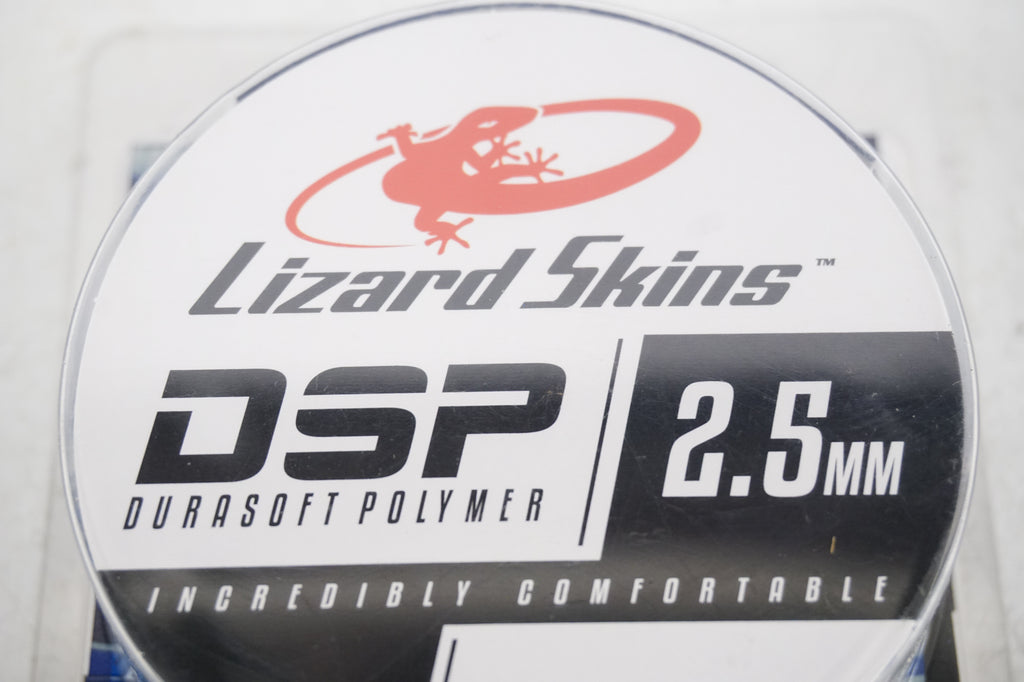 Lizard Skins™
DSP
DURASOFT POLYMER
2.5MM
INCREDIBLY COMFORTABLE